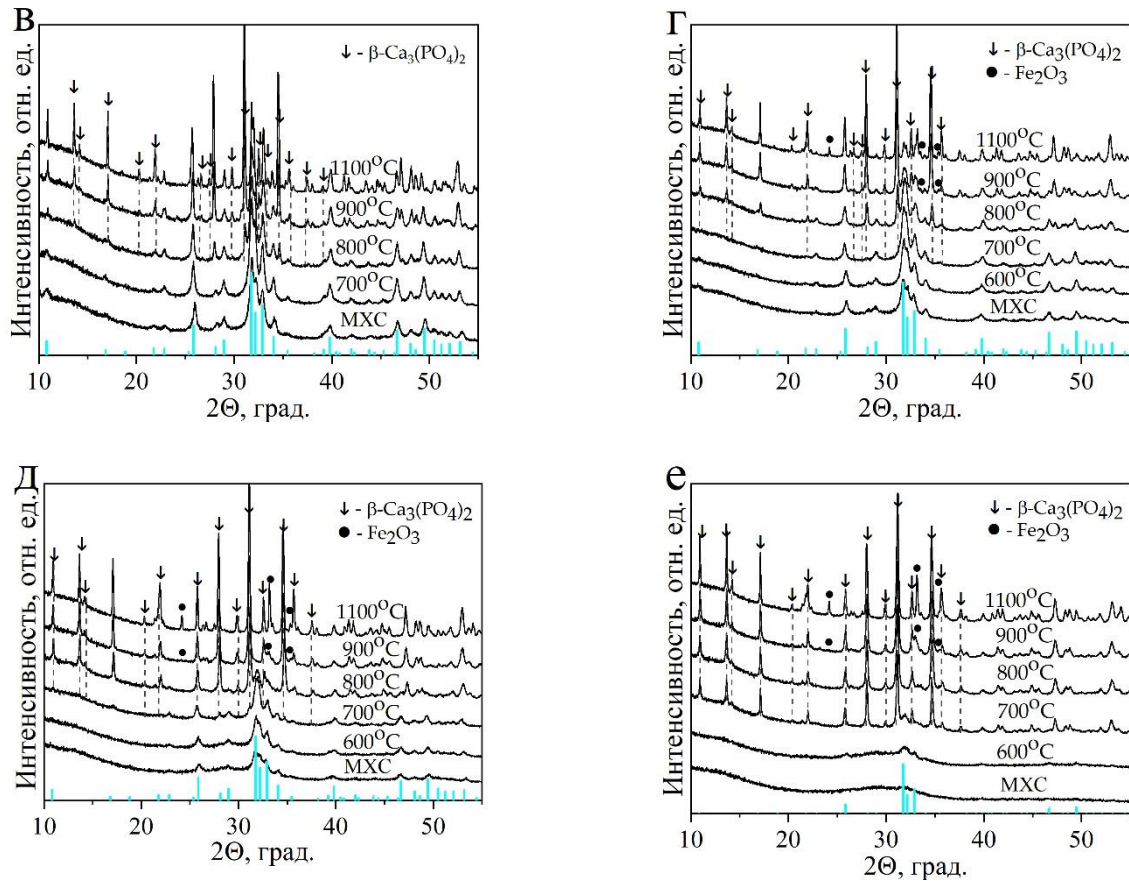 в
Интенсивность, отн. ед.
↓ - β-Ca₃(PO₄)₂
1100°C
900°C
800°C
700°C
МХС
10 20 30 40 50
2Θ, град.
г
Интенсивность, отн. ед.
↓ - β-Ca₃(PO₄)₂
● - Fe₂O₃
1100°C
900°C
800°C
700°C
600°C
МХС
10 20 30 40 50
2Θ, град.
д
Интенсивность, отн. ед.
↓ - β-Ca₃(PO₄)₂
● - Fe₂O₃
1100°C
900°C
800°C
700°C
600°C
МХС
10 20 30 40 50
2Θ, град.
е
Интенсивность, отн. ед.
↓ - β-Ca₃(PO₄)₂
● - Fe₂O₃
1100°C
900°C
800°C
700°C
600°C
МХС
10 20 30 40 50
2Θ, град.